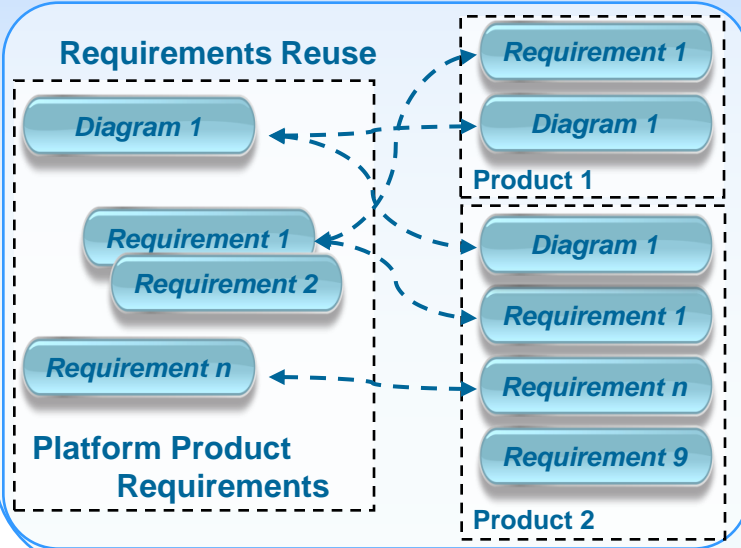 Requirements Reuse
Diagram 1
Requirement 1
Requirement 2
Requirement n
Platform Product
Requirements
Requirement 1
Diagram 1
Product 1
Diagram 1
Requirement 1
Requirement n
Requirement 9
Product 2